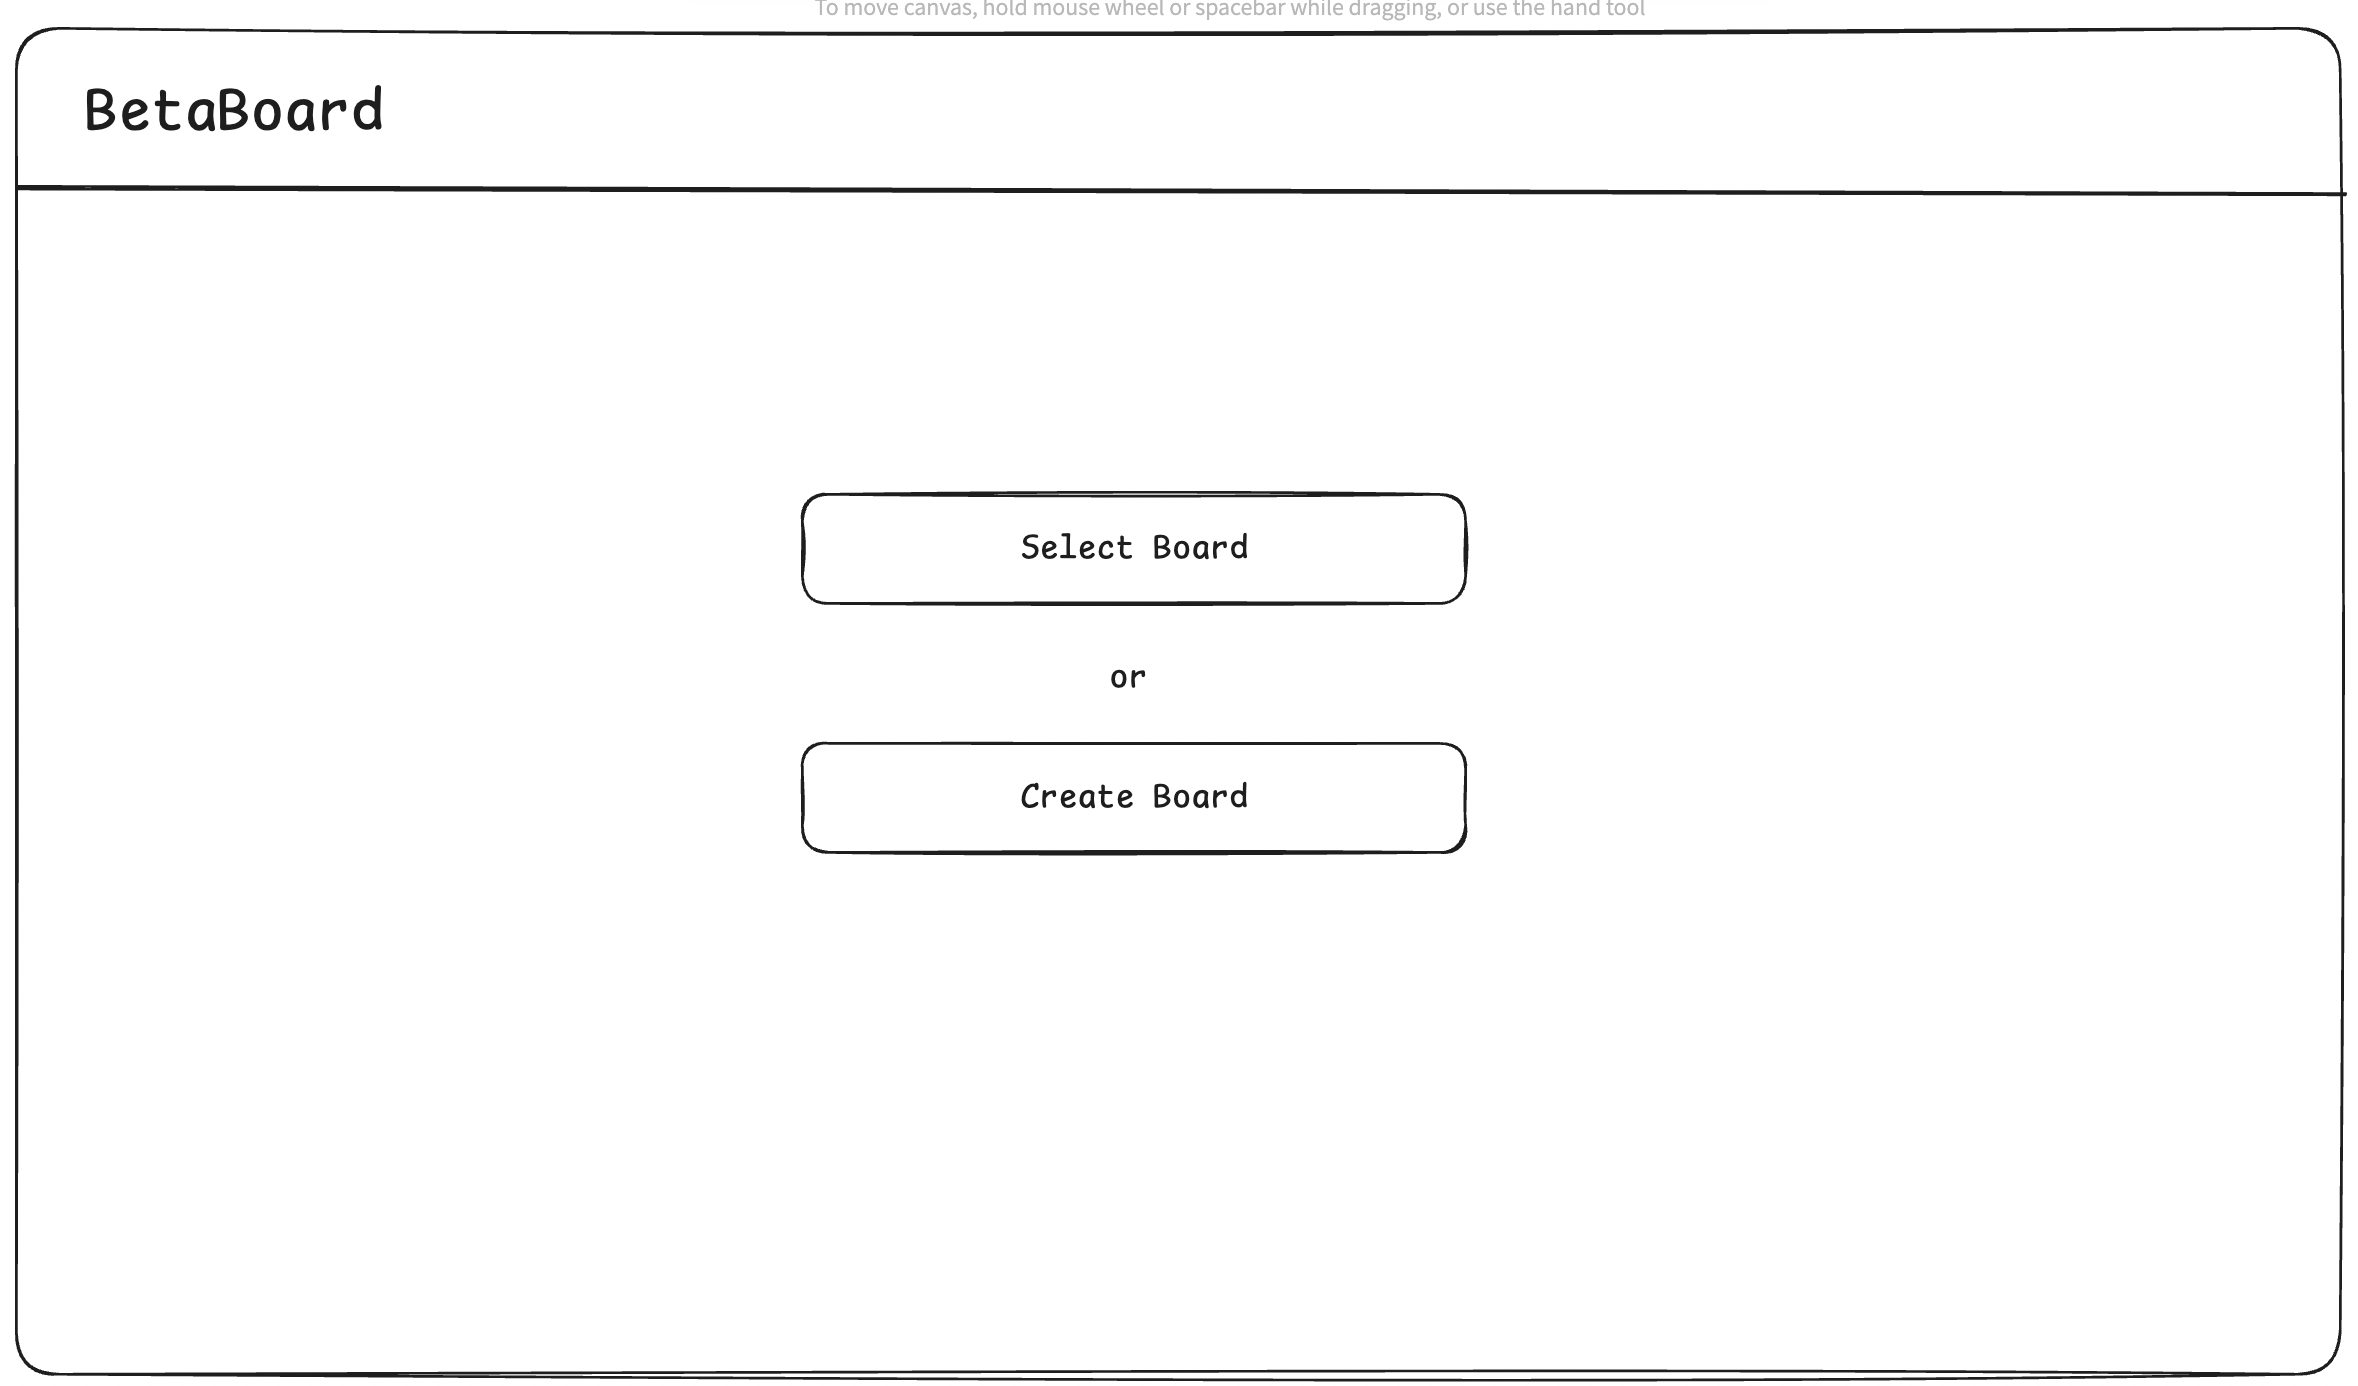 To move canvas, hold mouse wheel or spacebar while dragging, or use the hand tool
BetaBoard
Select Board
or
Create Board